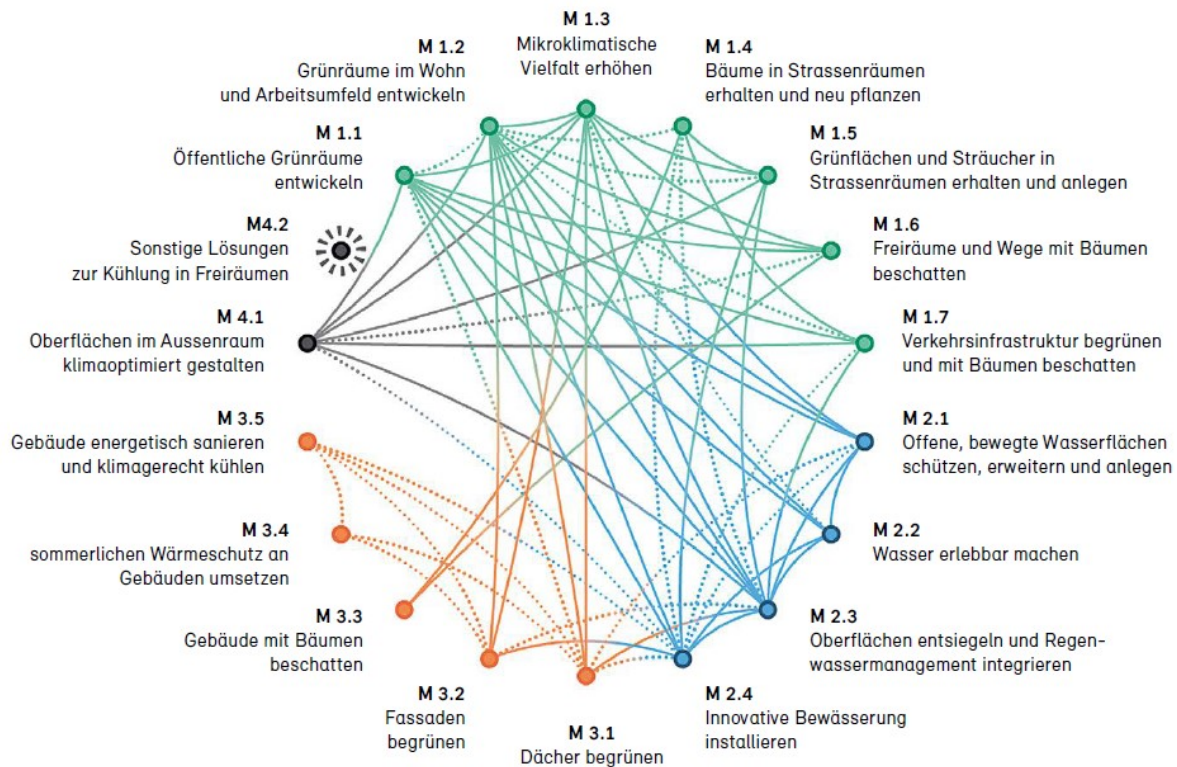 M 1.3
Mikroklimatische
Vielfalt erhöhen
M 1.2
Grünräume im Wohn
und Arbeitsumfeld entwickeln
M 1.4
Bäume in Strassenräumen
erhalten und neu pflanzen
M 1.1
Öffentliche Grünräume
entwickeln
M 1.5
Grünflächen und Sträucher in
Strassenräumen erhalten und anlegen
M4.2
Sonstige Lösungen
zur Kühlung in Freiräumen
M 1.6
Freiräume und Wege mit Bäumen
beschatten
M 4.1
Oberflächen im Aussenraum
klimaoptimiert gestalten
M 1.7
Verkehrsinfrastruktur begrünen
und mit Bäumen beschatten
M 3.5
Gebäude energetisch sanieren
und klimagerecht kühlen
M 2.1
Offene, bewegte Wasserflächen
schützen, erweitern und anlegen
M 3.4
sommerlichen Wärmeschutz an
Gebäuden umsetzen
M 2.2
Wasser erlebbar machen
M 3.3
Gebäude mit Bäumen
beschatten
M 2.3
Oberflächen entsiegeln und Regen-
wassermanagement integrieren
M 3.2
Fassaden
begrünen
M 3.1
Dächer begrünen
M 2.4
Innovative Bewässerung
installieren